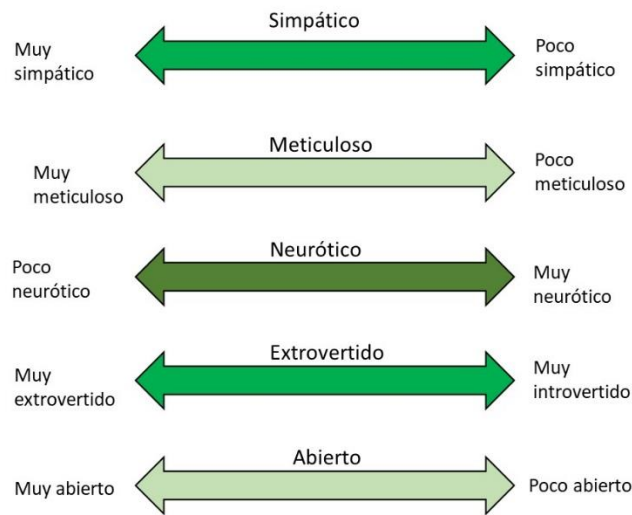 Simpático
Muy
simpático
Poco
simpático
Meticuloso
Muy
meticuloso
Poco
meticuloso
Neurótico
Poco
neurótico
Muy
neurótico
Extrovertido
Muy
extrovertido
Muy
introvertido
Abierto
Muy abierto
Poco abierto